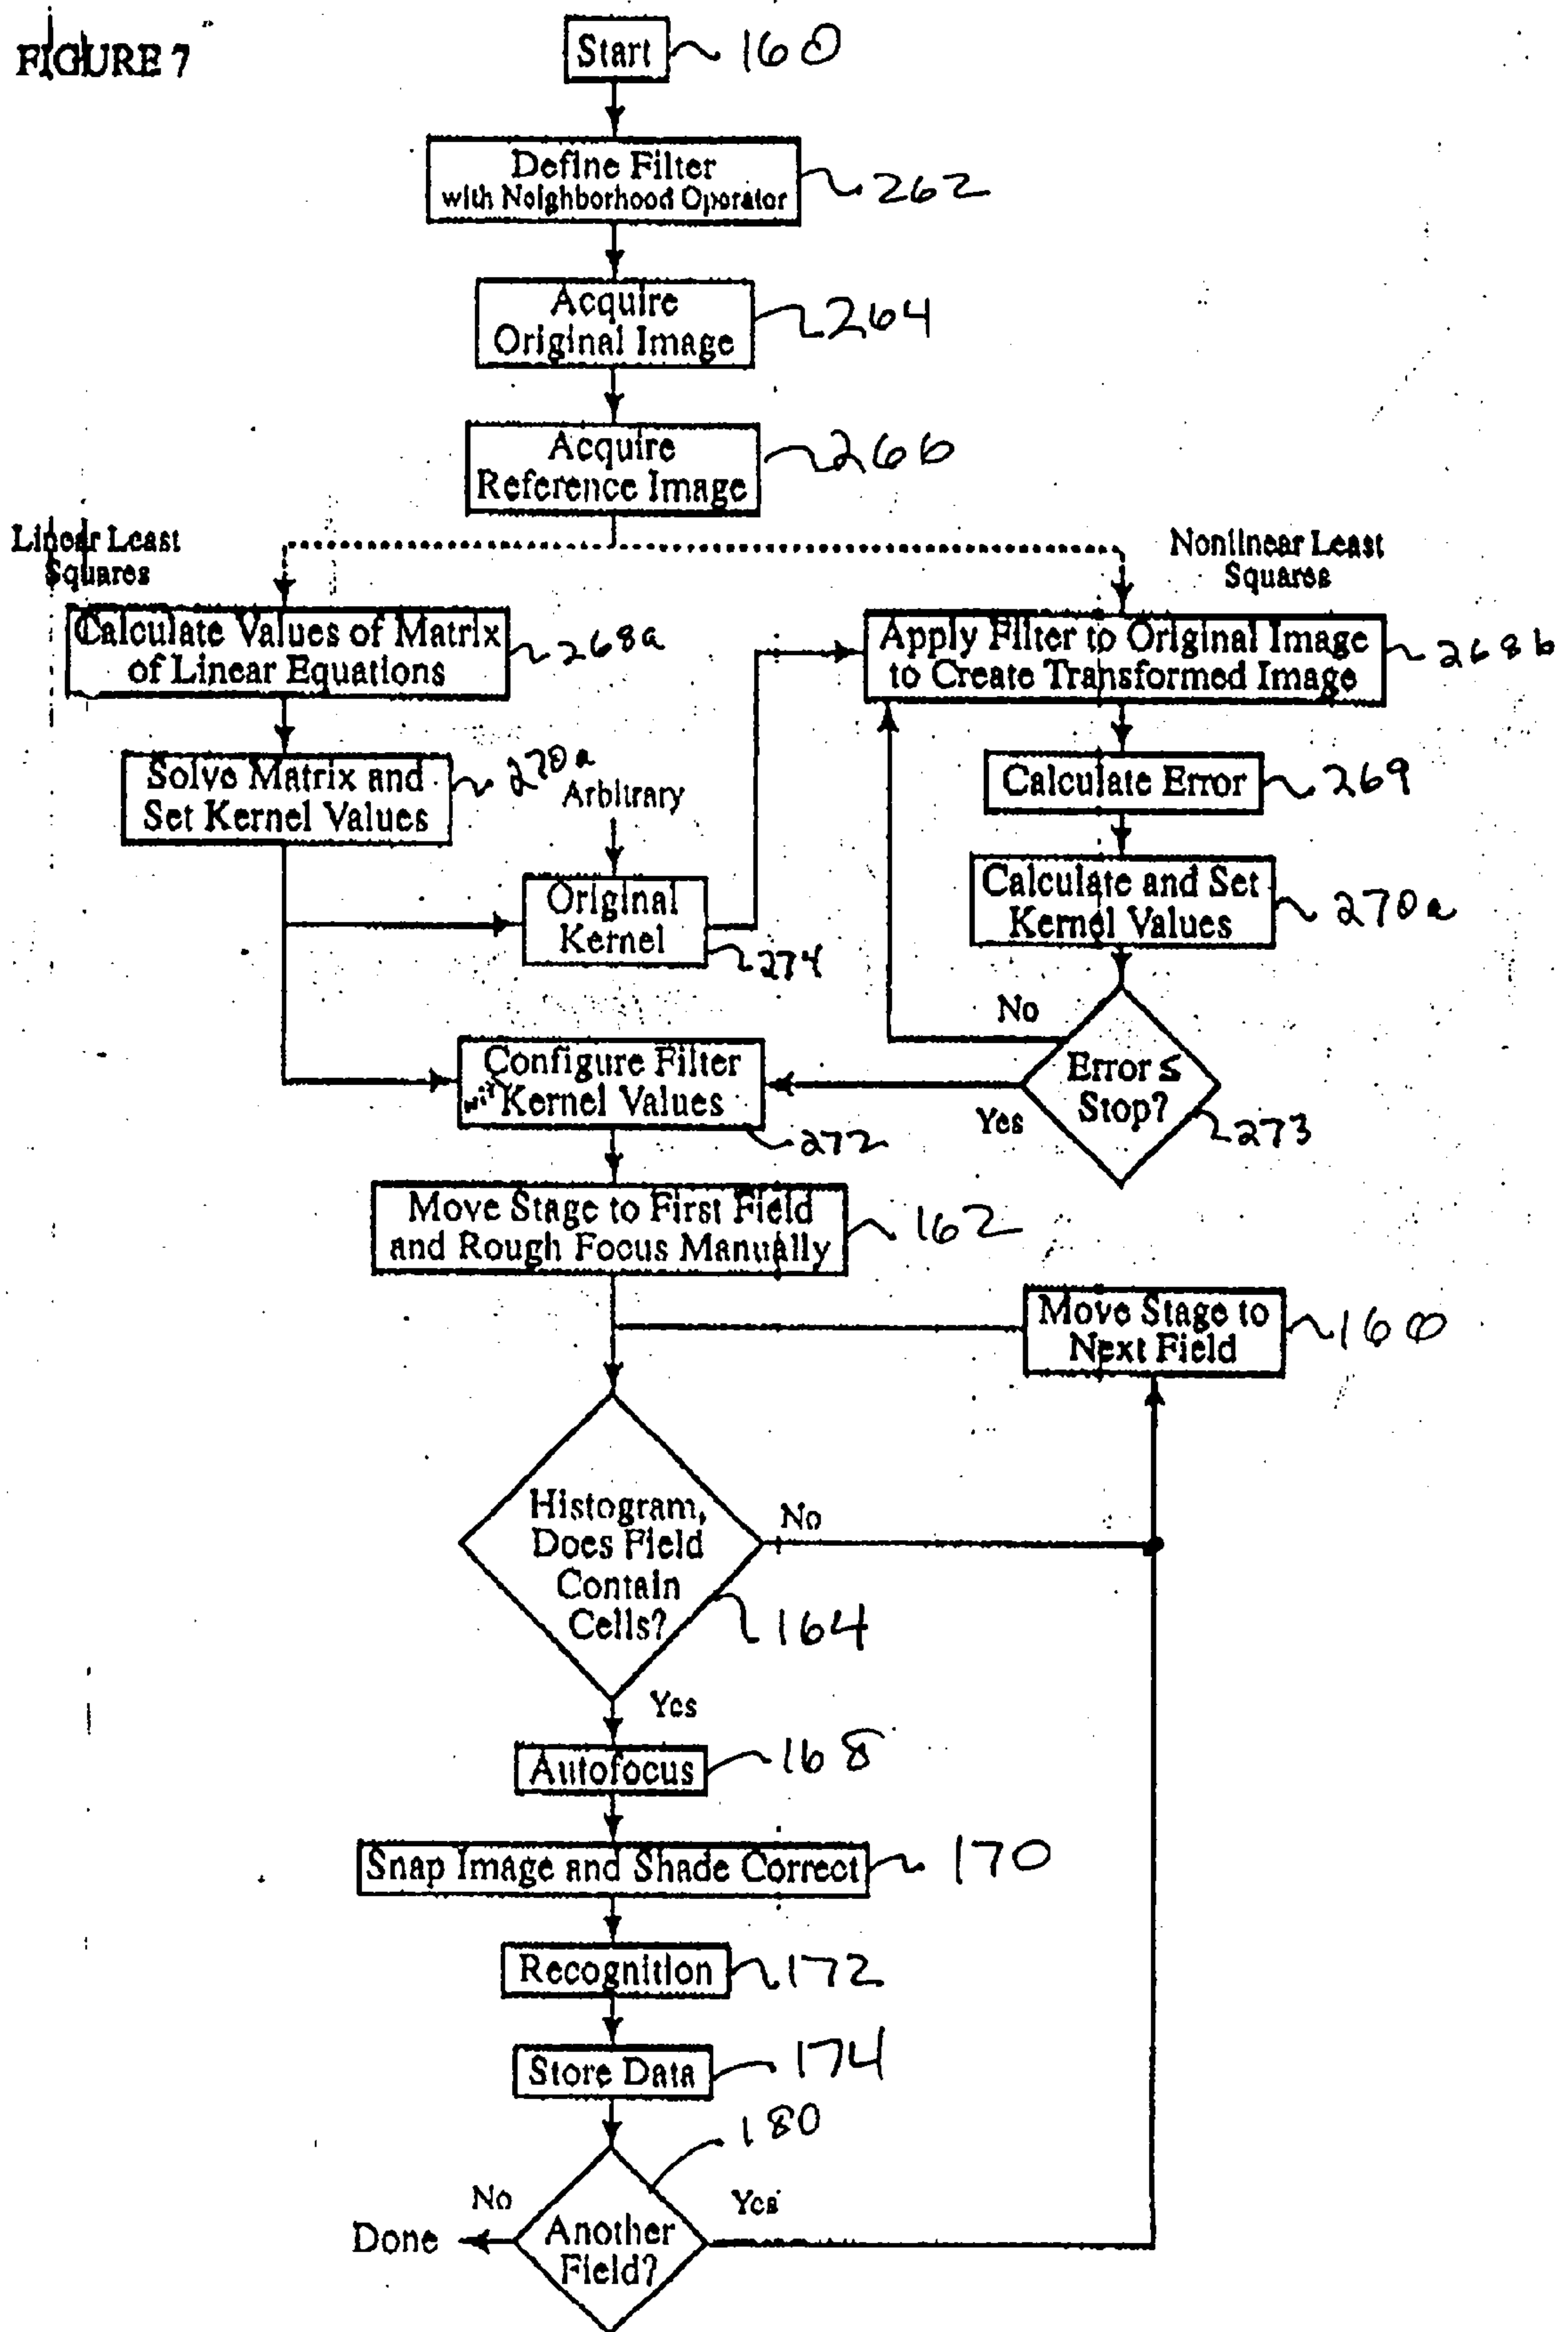 FIGURE 7
Start
160
Define Filter
with Neighborhood Operator
262
Acquire
Original Image
264
Acquire
Reference Image
266
Linear Least
Squares
Nonlinear Least
Squares
Calculate Values of Matrix
of Linear Equations
268a
Apply Filter to Original Image
to Create Transformed Image
268b
Solve Matrix and
Set Kernel Values
270a
Arbitrary
Calculate Error
269
Original
Kernel
274
Calculate and Set
Kernel Values
270a
No
Error ≤
Stop?
273
Yes
Configure Filter
with Kernel Values
272
Move Stage to First Field
and Rough Focus Manually
162
Move Stage to
Next Field
160
Histogram,
Does Field
Contain
Cells?
164
No
Yes
Autofocus
168
Snap Image and Shade Correct
170
Recognition
172
Store Data
174
180
No
Yes
Done
Another
Field?